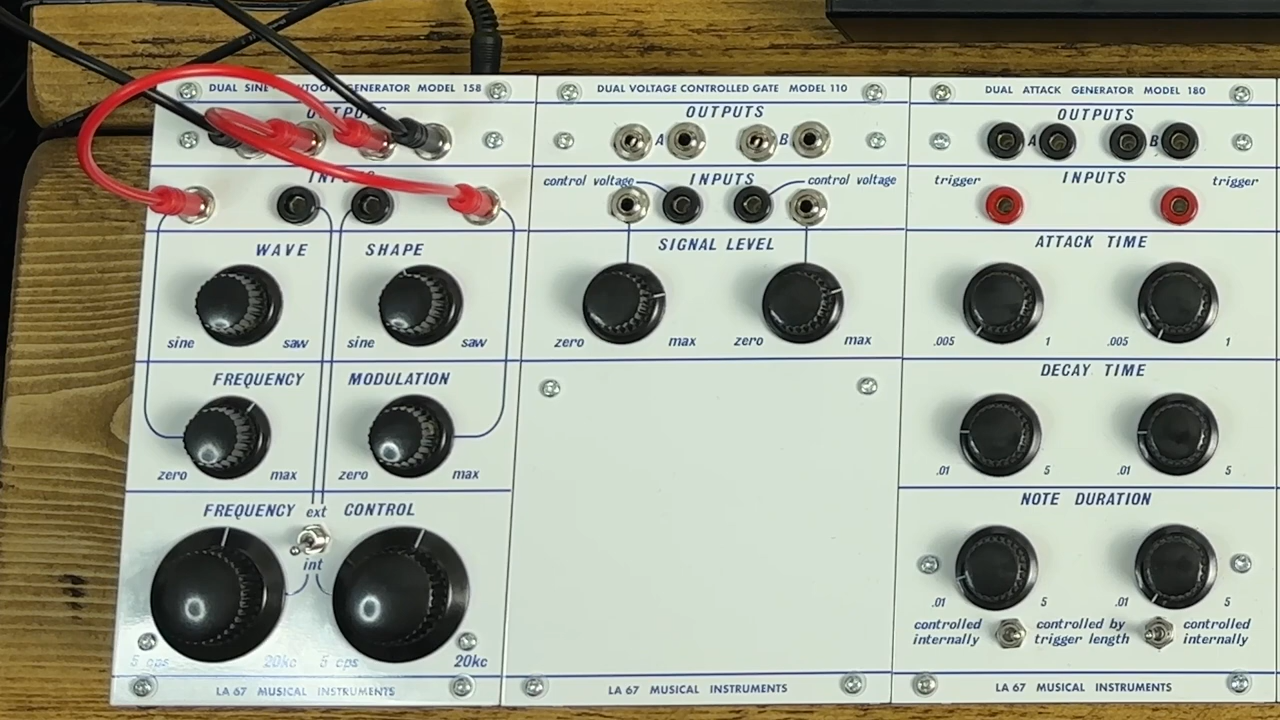 DUAL SINE SAWTOOTH GENERATOR MODEL 158
OUTPUTS
INPUTS
WAVE SHAPE
sine saw sine saw
FREQUENCY MODULATION
zero max zero max
FREQUENCY ext CONTROL
int
5 cps 20kc 5 cps 20kc
LA 67 MUSICAL INSTRUMENTS
DUAL VOLTAGE CONTROLLED GATE MODEL 110
OUTPUTS
A B
control voltage INPUTS control voltage
SIGNAL LEVEL
zero max zero max
LA 67 MUSICAL INSTRUMENTS
DUAL ATTACK GENERATOR MODEL 180
OUTPUTS
A B
trigger INPUTS trigger
ATTACK TIME
.005 1 .005 1
DECAY TIME
.01 5 .01 5
NOTE DURATION
.01 5 .01 5
controlled controlled by controlled
internally trigger length internally
LA 67 MUSICAL INSTRUMENTS